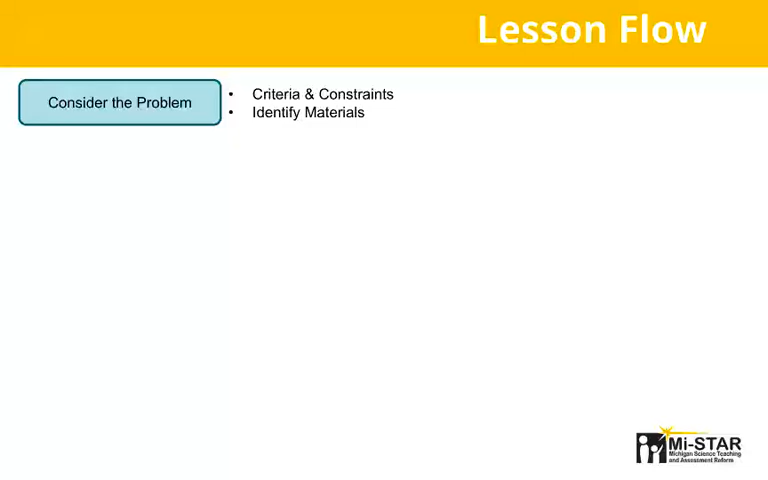 Lesson Flow
Consider the Problem
• Criteria & Constraints
• Identify Materials
Mi-STAR
Michigan Science Teaching
and Assessment Reform